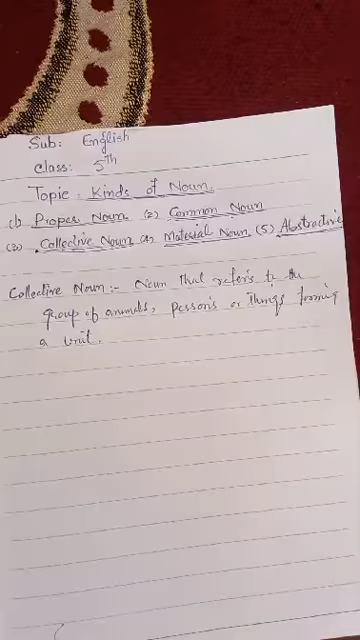 Sub: English
Class: 5th
Topic: Kinds of Noun.
(1) Proper Noun (2) Common Noun
(3) Collective Noun (4) Material Noun (5) Abstractive
Collective Noun :- Noun that refers to the
group of animals, persons or things forming
a unit.